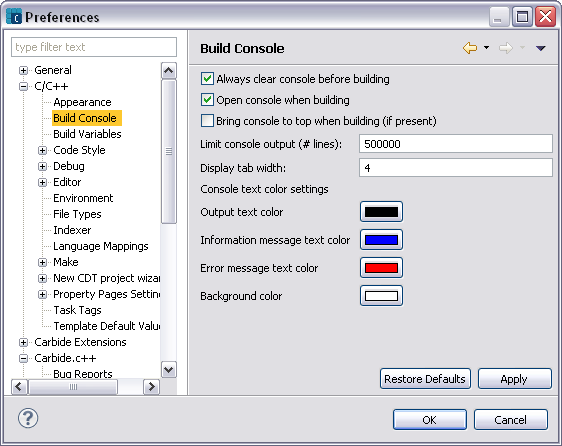 Preferences
type filter text
General
C/C++
Appearance
Build Console
Build Variables
Code Style
Debug
Editor
Environment
File Types
Indexer
Language Mappings
Make
New CDT project wizar
Property Pages Settin
Task Tags
Template Default Value
Carbide Extensions
Carbide.c++
Bug Reports
Build Console
Always clear console before building
Open console when building
Bring console to top when building (if present)
Limit console output (# lines): 500000
Display tab width: 4
Console text color settings
Output text color
Information message text color
Error message text color
Background color
Restore Defaults Apply
? OK Cancel